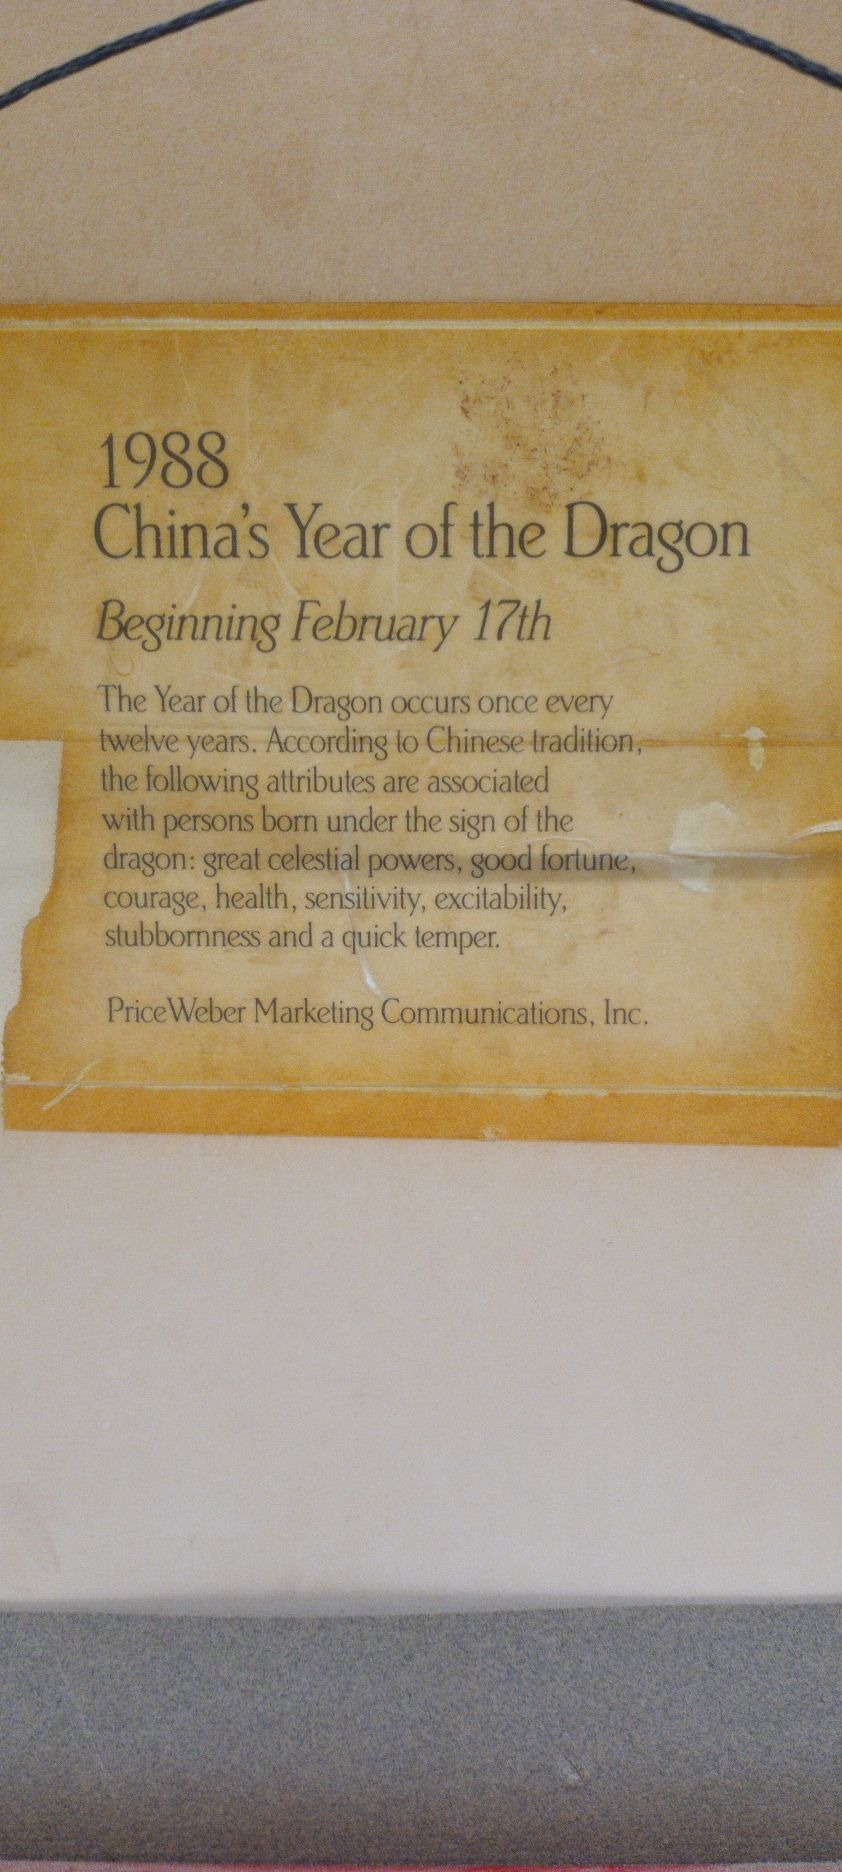 1988
China's Year of the Dragon
Beginning February 17th
The Year of the Dragon occurs once every
twelve years. According to Chinese tradition,
the following attributes are associated
with persons born under the sign of the
dragon: great celestial powers, good fortune,
courage, health, sensitivity, excitability,
stubbornness and a quick temper.
PriceWeber Marketing Communications, Inc.